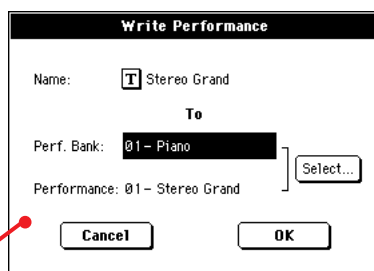 Write Performance
Name: T Stereo Grand
To
Perf. Bank: 01- Piano
Select...
Performance: 01- Stereo Grand
Cancel OK